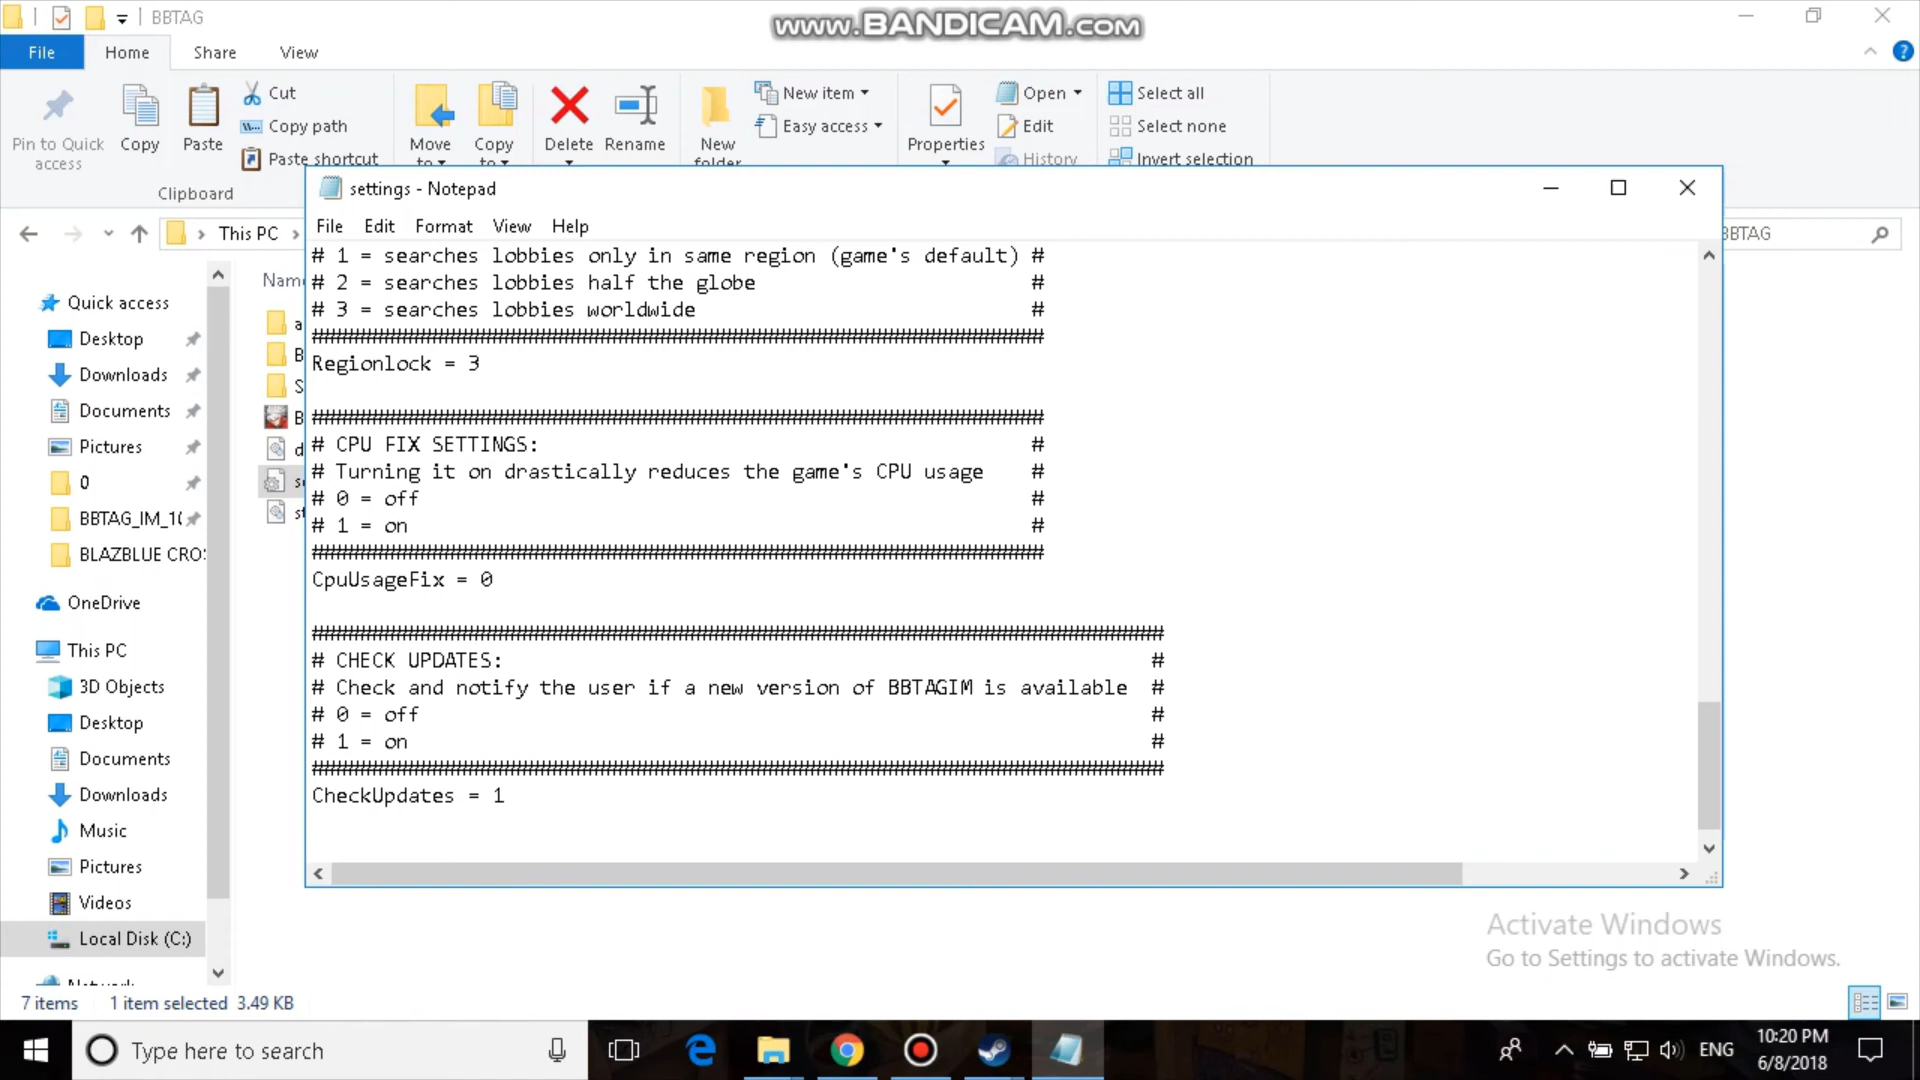 BBTAG
www.BANDICAM.com
File
Home
Share
View
Pin to Quick access
Copy
Paste
Cut
Copy path
Paste shortcut
Clipboard
Move to
Copy to
Delete
Rename
New folder
New item
Easy access
Properties
Open
Edit
History
Select all
Select none
Invert selection
This PC
BBTAG
settings - Notepad
File Edit Format View Help
# 1 = searches lobbies only in same region (game's default) #
# 2 = searches lobbies half the globe #
# 3 = searches lobbies worldwide #
#############################################################
Regionlock = 3
#############################################################
# CPU FIX SETTINGS: #
# Turning it on drastically reduces the game's CPU usage #
# 0 = off #
# 1 = on #
#############################################################
CpuUsageFix = 0
#######################################################################
# CHECK UPDATES: #
# Check and notify the user if a new version of BBTAGIM is available #
# 0 = off #
# 1 = on #
#######################################################################
CheckUpdates = 1
Quick access
Desktop
Downloads
Documents
Pictures
0
BBTAG_IM_1(
BLAZBLUE CRO
OneDrive
This PC
3D Objects
Desktop
Documents
Downloads
Music
Pictures
Videos
Local Disk (C:)
Activate Windows
Go to Settings to activate Windows.
7 items 1 item selected 3.49 KB
Type here to search
ENG
10:20 PM
6/8/2018